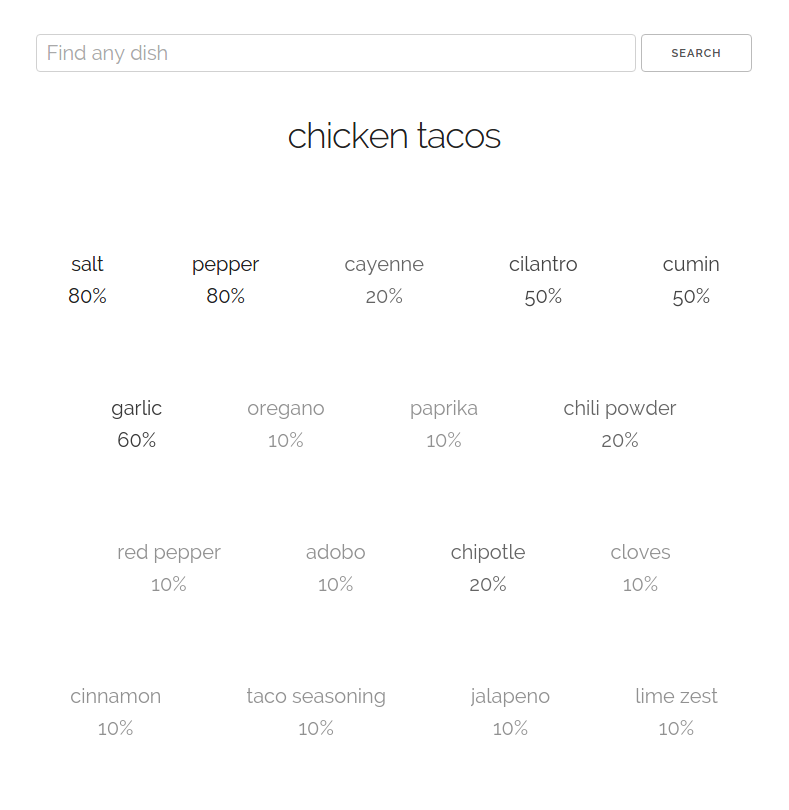 Find any dish
SEARCH
chicken tacos
salt pepper cayenne cilantro cumin
80% 80% 20% 50% 50%
garlic oregano paprika chili powder
60% 10% 10% 20%
red pepper adobo chipotle cloves
10% 10% 20% 10%
cinnamon taco seasoning jalapeno lime zest
10% 10% 10% 10%